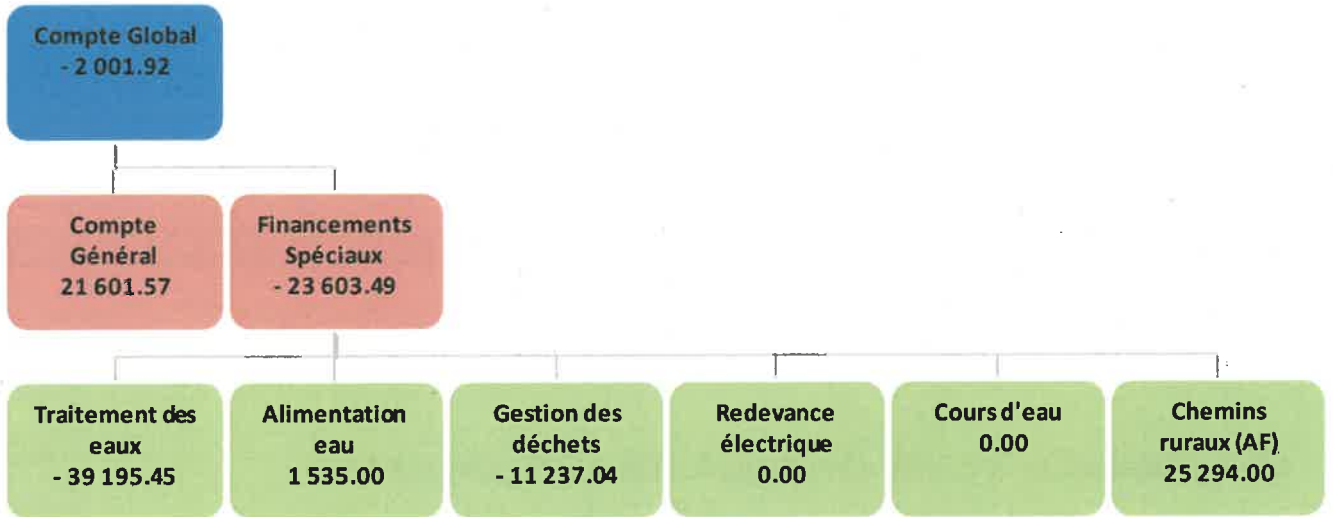 Compte Global
- 2 001.92
Compte
Général
21 601.57
Financements
Spéciaux
- 23 603.49
Traitement des
eaux
- 39 195.45
Alimentation
eau
1 535.00
Gestion des
déchets
- 11 237.04
Redevance
électrique
0.00
Cours d'eau
0.00
Chemins
ruraux (AF)
25 294.00